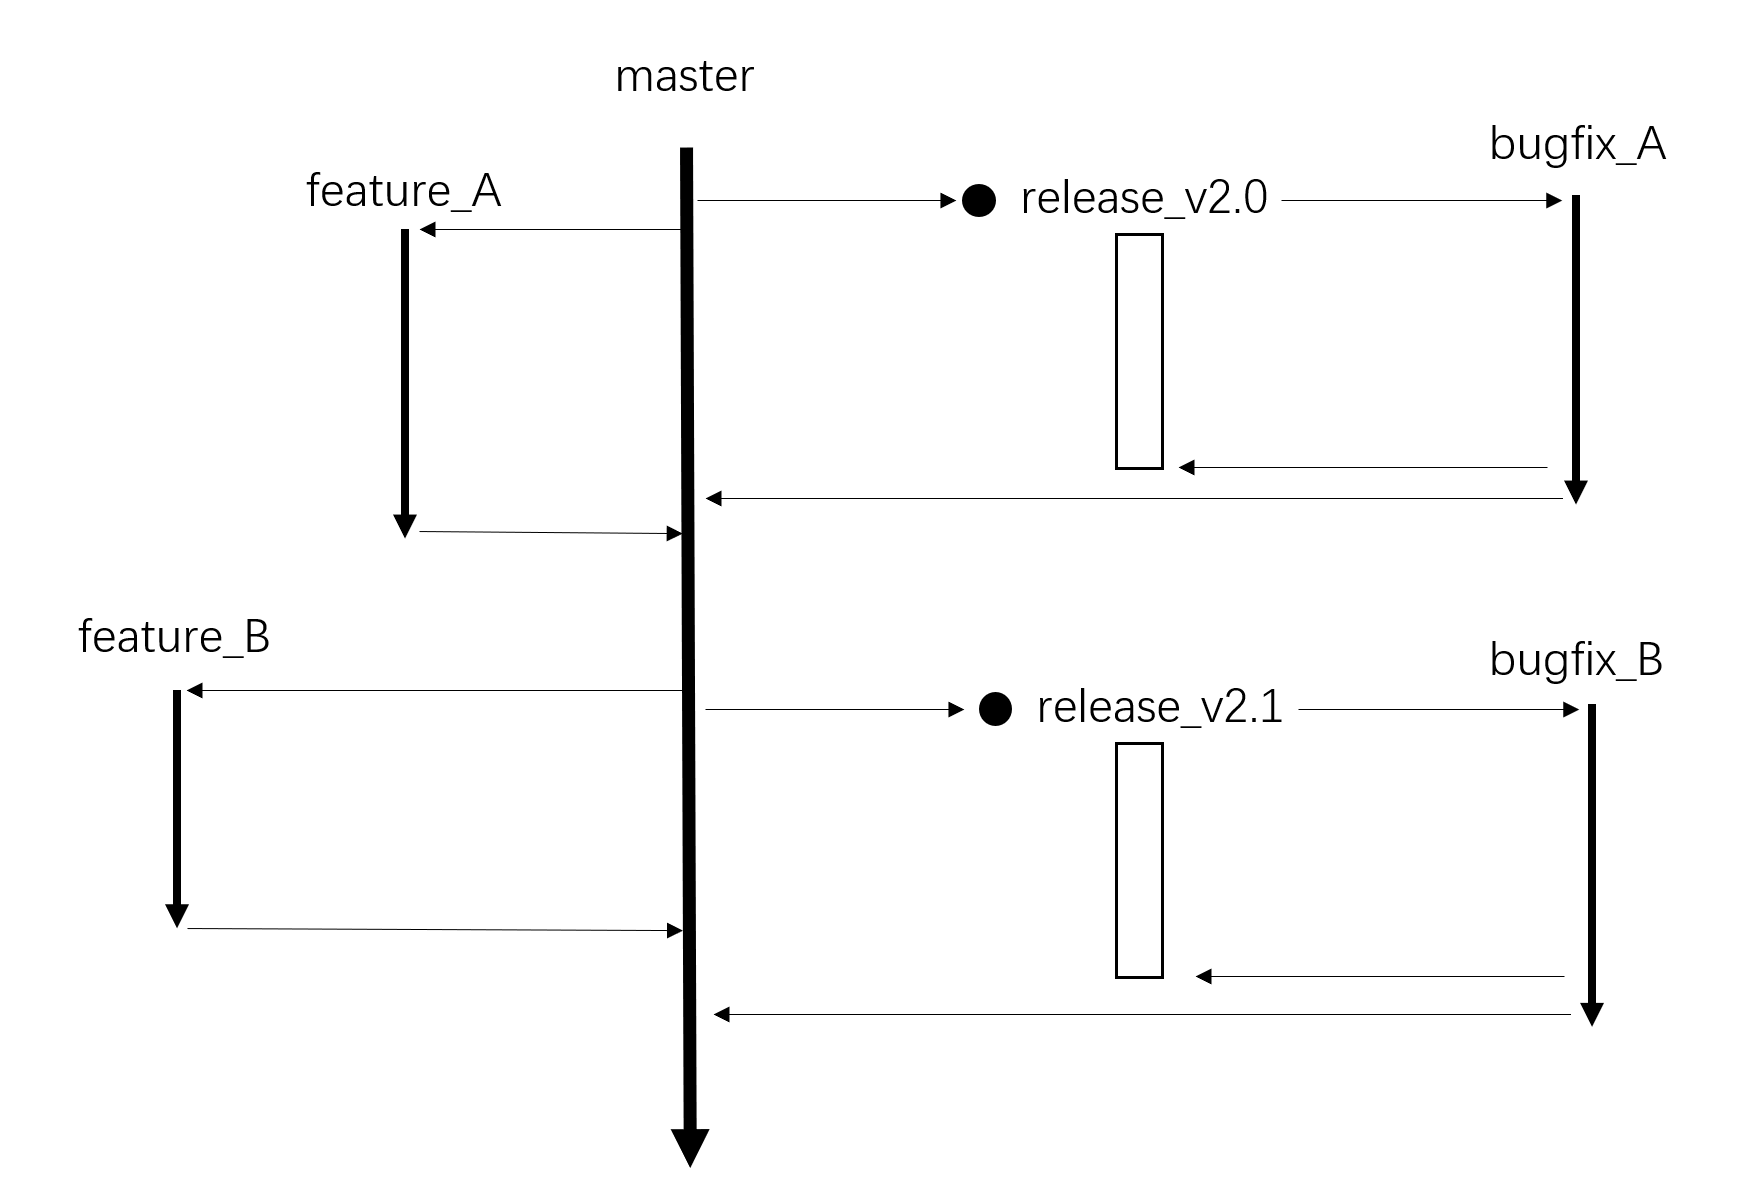 master
bugfix_A
feature_A
release_v2.0
feature_B
bugfix_B
release_v2.1